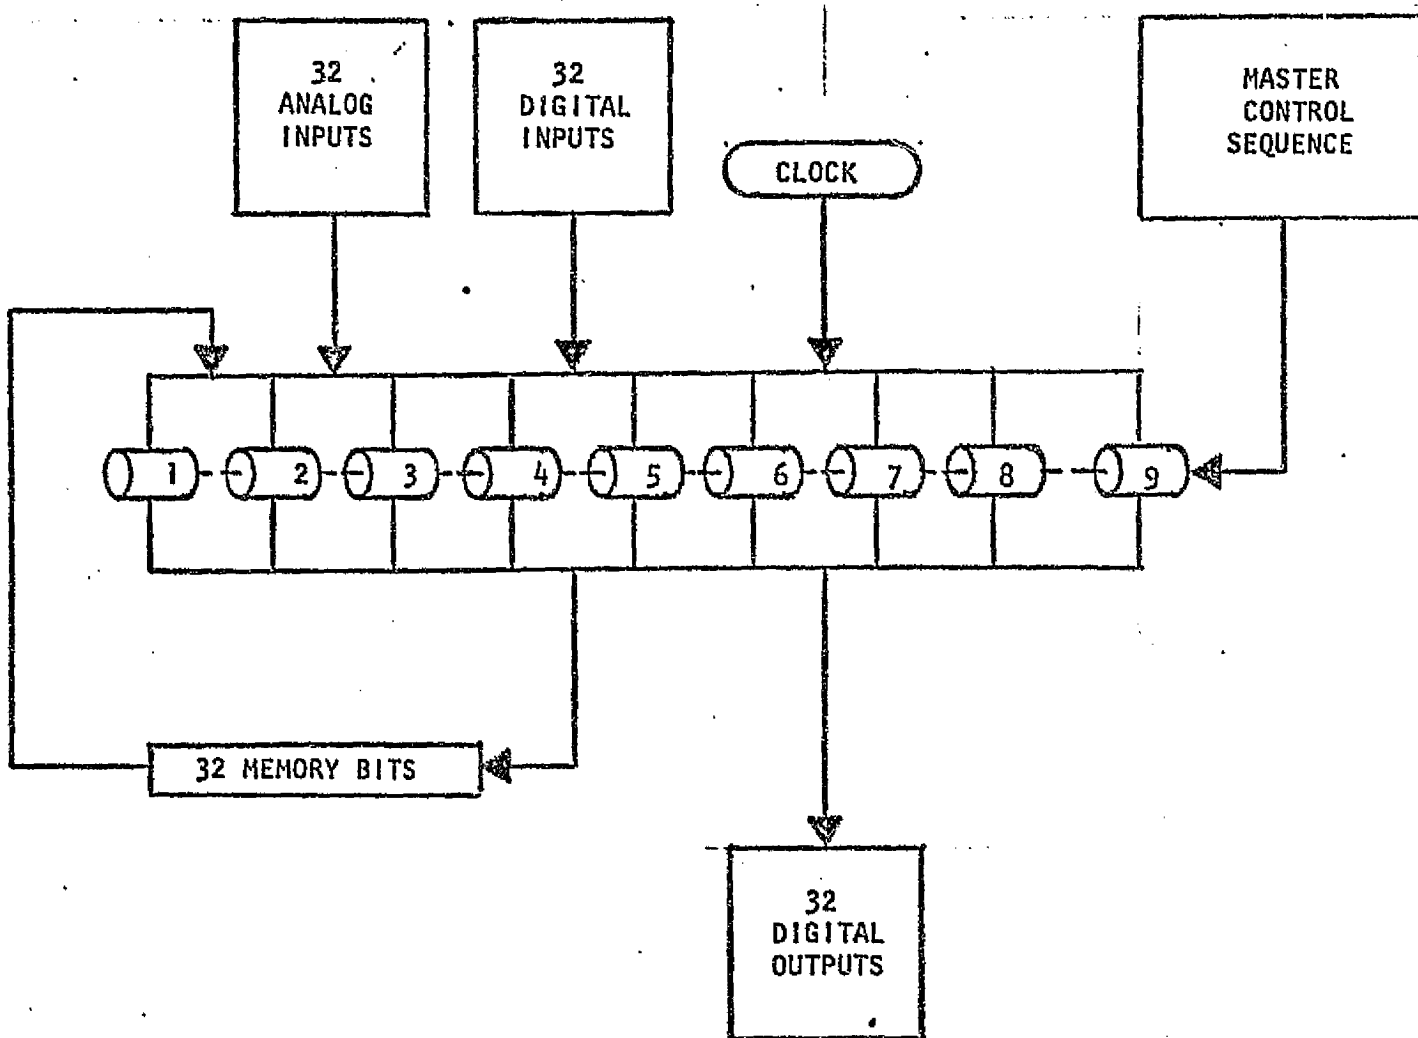 32
ANALOG
INPUTS
32
DIGITAL
INPUTS
CLOCK
MASTER
CONTROL
SEQUENCE
1
2
3
4
5
6
7
8
9
32 MEMORY BITS
32
DIGITAL
OUTPUTS